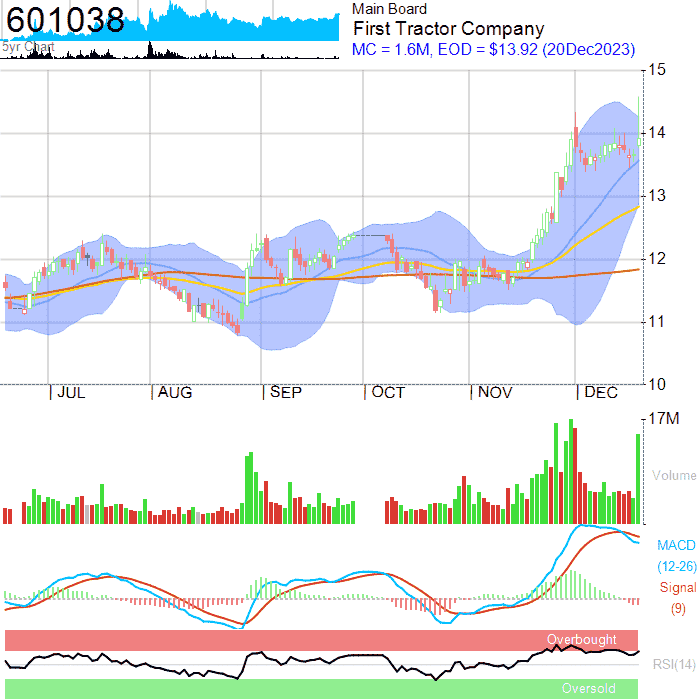 601038
5yr Chart
Main Board
First Tractor Company
MC = 1.6M, EOD = $13.92 (20Dec2023)
15
14
13
12
11
10
JUL
AUG
SEP
OCT
NOV
DEC
17M
Volume
MACD
(12-26)
Signal
(9)
Overbought
RSI(14)
Oversold